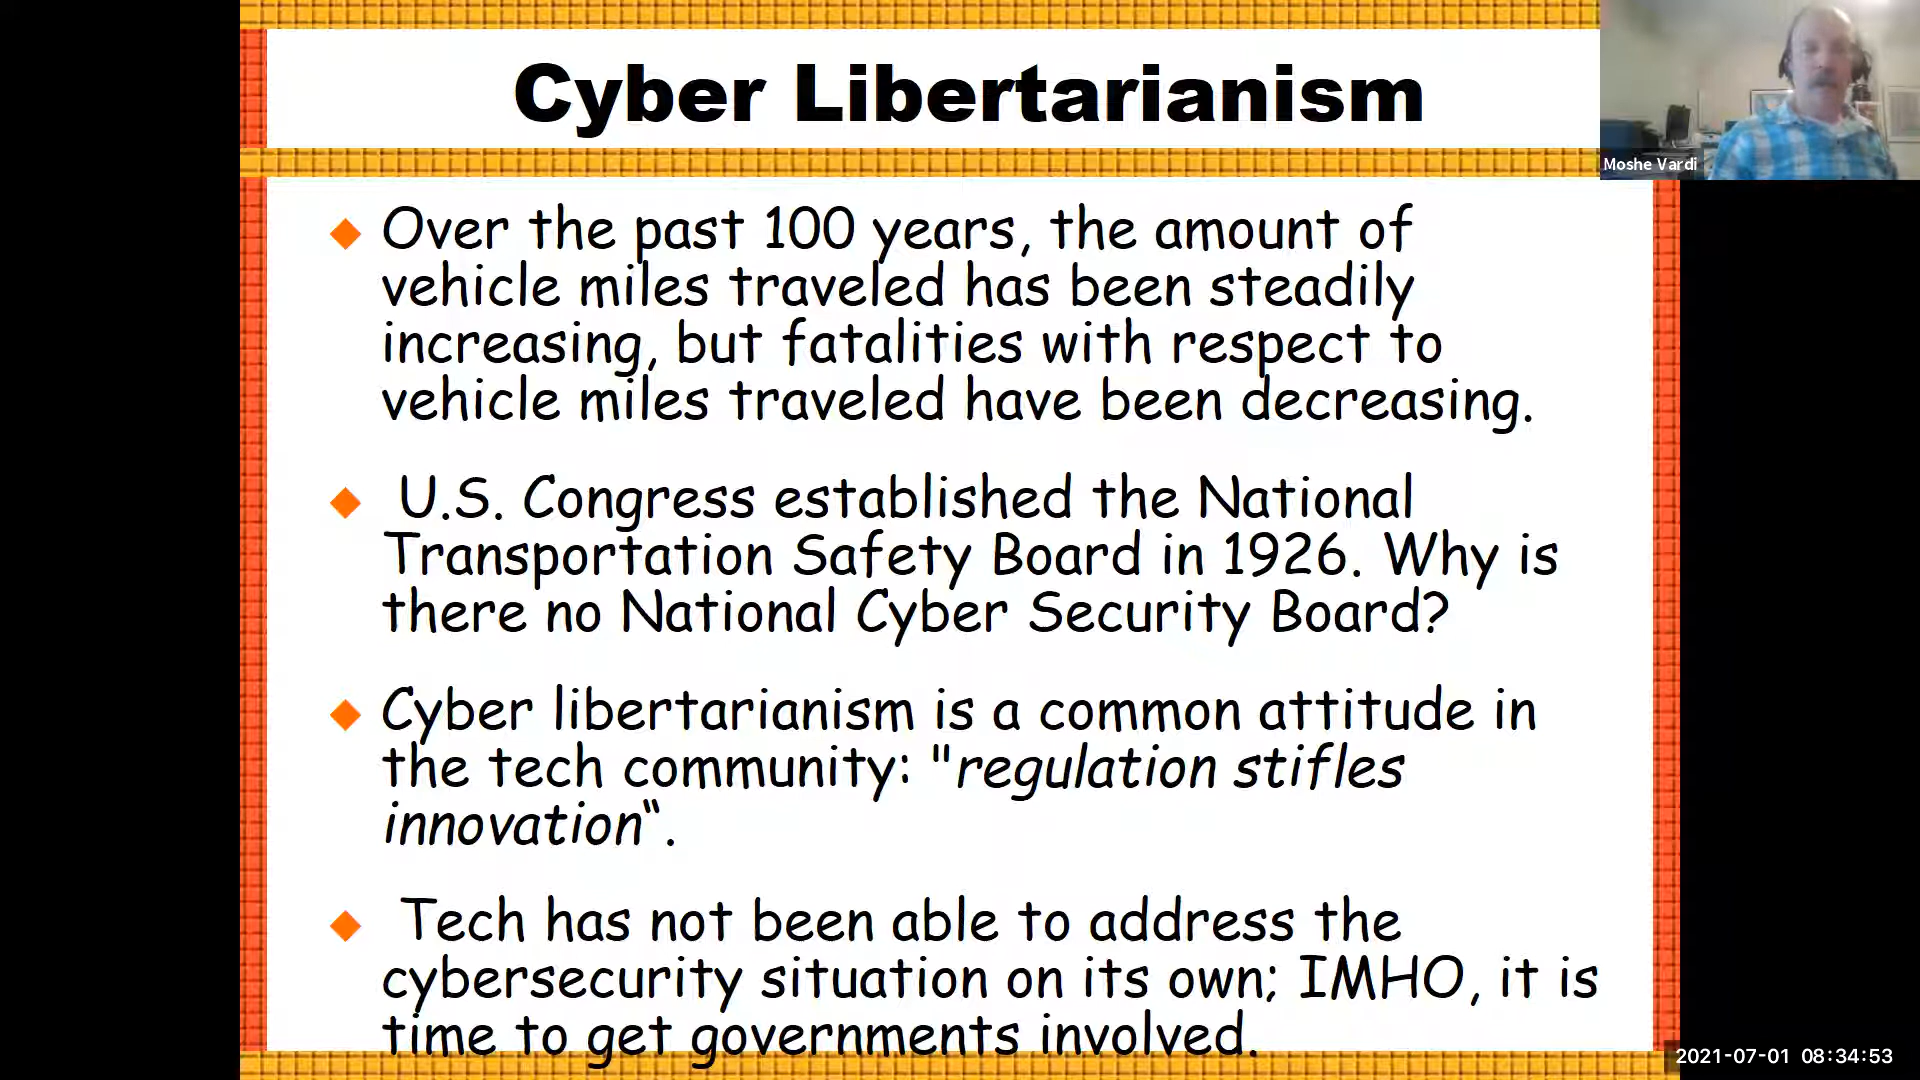 Cyber Libertarianism
Moshe Vardi
Over the past 100 years, the amount of
vehicle miles traveled has been steadily
increasing, but fatalities with respect to
vehicle miles traveled have been decreasing.
U.S. Congress established the National
Transportation Safety Board in 1926. Why is
there no National Cyber Security Board?
Cyber libertarianism is a common attitude in
the tech community: "regulation stifles
innovation“.
Tech has not been able to address the
cybersecurity situation on its own; IMHO, it is
time to get governments involved.
2021-07-01 08:34:53